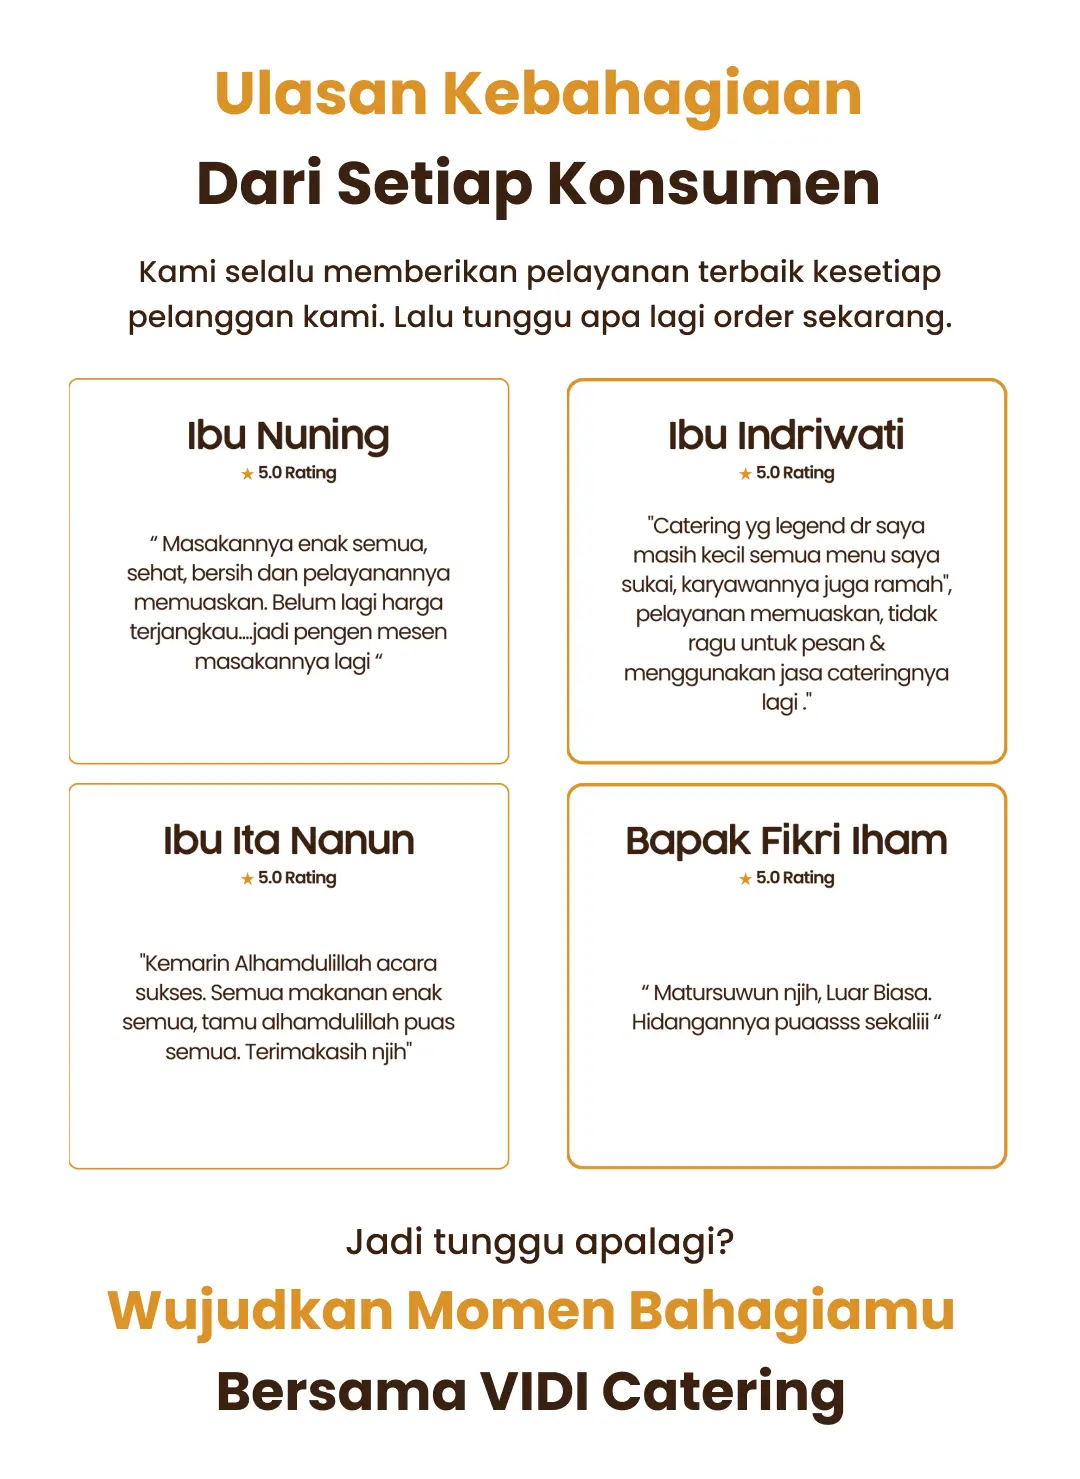 Ulasan Kebahagiaan
Dari Setiap Konsumen
Kami selalu memberikan pelayanan terbaik kesetiap
pelanggan kami. Lalu tunggu apa lagi order sekarang.
Ibu Nuning
★ 5.0 Rating
“ Masakannya enak semua,
sehat, bersih dan pelayanannya
memuaskan. Belum lagi harga
terjangkau....jadi pengen mesen
masakannya lagi “
Ibu Indriwati
★ 5.0 Rating
"Catering yg legend dr saya
masih kecil semua menu saya
sukai, karyawannya juga ramah",
pelayanan memuaskan, tidak
ragu untuk pesan &
menggunakan jasa cateringnya
lagi ."
Ibu Ita Nanun
★ 5.0 Rating
"Kemarin Alhamdulillah acara
sukses. Semua makanan enak
semua, tamu alhamdulillah puas
semua. Terimakasih njih"
Bapak Fikri Iham
★ 5.0 Rating
“ Matursuwun njih, Luar Biasa.
Hidangannya puaasss sekaliii “
Jadi tunggu apalagi?
Wujudkan Momen Bahagiamu
Bersama VIDI Catering